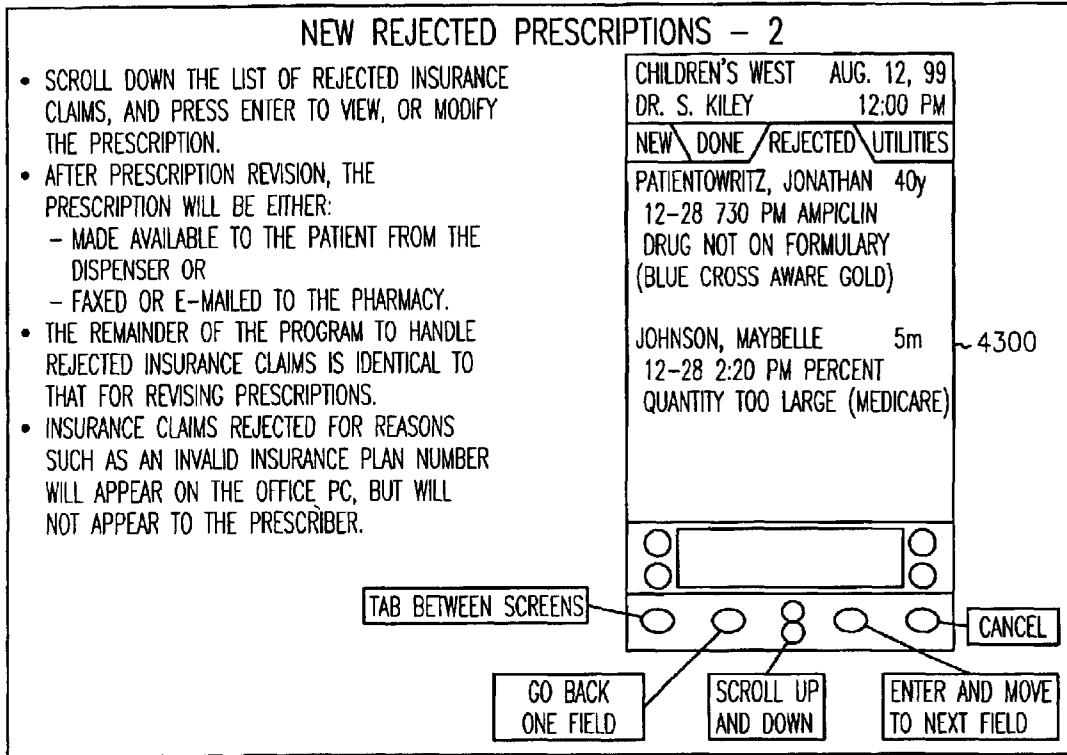 NEW REJECTED PRESCRIPTIONS – 2
• SCROLL DOWN THE LIST OF REJECTED INSURANCE
CLAIMS, AND PRESS ENTER TO VIEW, OR MODIFY
THE PRESCRIPTION.
• AFTER PRESCRIPTION REVISION, THE
PRESCRIPTION WILL BE EITHER:
– MADE AVAILABLE TO THE PATIENT FROM THE
DISPENSER OR
– FAXED OR E-MAILED TO THE PHARMACY.
• THE REMAINDER OF THE PROGRAM TO HANDLE
REJECTED INSURANCE CLAIMS IS IDENTICAL TO
THAT FOR REVISING PRESCRIPTIONS.
• INSURANCE CLAIMS REJECTED FOR REASONS
SUCH AS AN INVALID INSURANCE PLAN NUMBER
WILL APPEAR ON THE OFFICE PC, BUT WILL
NOT APPEAR TO THE PRESCRIBER.
CHILDREN'S WEST AUG. 12, 99
DR. S. KILEY 12:00 PM
NEW DONE REJECTED UTILITIES
PATIENTOWRITZ, JONATHAN 40y
12-28 730 PM AMPICLIN
DRUG NOT ON FORMULARY
(BLUE CROSS AWARE GOLD)
JOHNSON, MAYBELLE 5m
12-28 2:20 PM PERCENT
QUANTITY TOO LARGE (MEDICARE)
4300
TAB BETWEEN SCREENS
CANCEL
GO BACK
ONE FIELD
SCROLL UP
AND DOWN
ENTER AND MOVE
TO NEXT FIELD